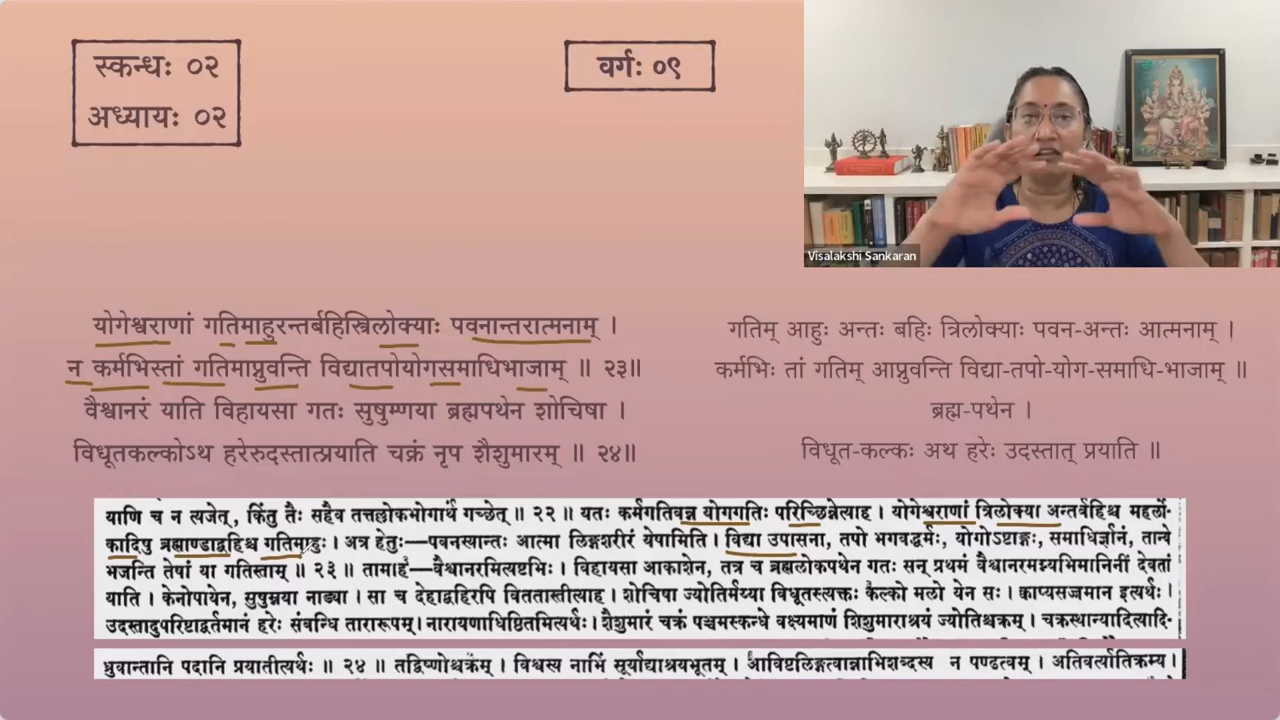 स्कन्धः ०२
अध्यायः ०२
वर्गः ०९
Visalakshi Sankaran
योगेश्वराणां गतिमाहुरन्तर्बहिस्त्रिलोक्याः पवनान्तरात्मनाम् ।
न कर्मभिस्तां गतिमाप्नुवन्ति विद्यातपोयोगसमाधिभाजाम् ॥ २३॥
वैश्वानरं याति विहायसा गतः सुषुम्णया ब्रह्मपथेन शोचिषा ।
विधूतकल्कोऽथ हरेरुदस्तात्प्रयाति चक्रं नृप शैशुमारम् ॥ २४॥
गतिम् आहुः अन्तः बहिः त्रिलोक्याः पवन-अन्तः आत्मनाम् ।
कर्मभिः तां गतिम् आप्नुवन्ति विद्या-तपो-योग-समाधि-भाजाम् ॥
ब्रह्म-पथेन ।
विधूत-कल्कः अथ हरेः उदस्तात् प्रयाति ॥
याणि च न त्यजेत्, किंतु तैः सहैव तत्तल्लोकभोगार्थं गच्छेत् ॥ २२ ॥ यतः कर्मगतिवन्न योगगतिः परिच्छिन्नेत्याह । योगेश्वराणां त्रिलोक्या अन्तर्बहिश्च महर्लो-
कादिषु ब्रह्माण्डाद्बहिश्च गतिमाहुः । अत्र हेतुः—पवनस्यान्तः आत्मा लिङ्गशरीरं येषामिति । विद्या उपासना, तपो भगवद्धर्मः, योगोऽष्टाङ्गः, समाधिर्ज्ञानं, तान्ये
भजन्ति तेषां या गतिस्ताम् ॥ २३ ॥ तामाह—वैश्वानरमित्यष्टभिः । विहायसा आकाशेन, तत्र च ब्रह्मलोकपथेन गतः सन् प्रथमं वैश्वानरमग्न्यभिमानिनीं देवतां
याति । केनोपायेन, सुषुम्नया नाड्या । सा च देहाद्बहिरपि विततास्तीत्याह । शोचिषा ज्योतिर्मय्या विधूतस्त्यक्तः कल्को मलो येन सः । क्वाप्यसज्जमान इत्यर्थः ।
उदस्तादुपरिष्टाद्वर्तमानं हरेः संबन्धि तारारूपम् । नारायणाधिष्ठितमित्यर्थः । शैशुमारं चक्रं पञ्चमस्कन्धे वक्ष्यमाणं शिशुमाराश्रयं ज्योतिश्चक्रम् । चक्रस्थान्यादित्यादि-
ध्रुवान्तानि पदानि प्रयातीत्यर्थः ॥ २४ ॥ तद्विष्णोश्चक्रम् । विश्वस्य नाभिं सूर्याद्याश्रयभूतम् । आविष्टलिङ्गत्वान्नाभिशब्दस्य न षण्ढत्वम् । अतिवर्त्यातिक्रम्य ।